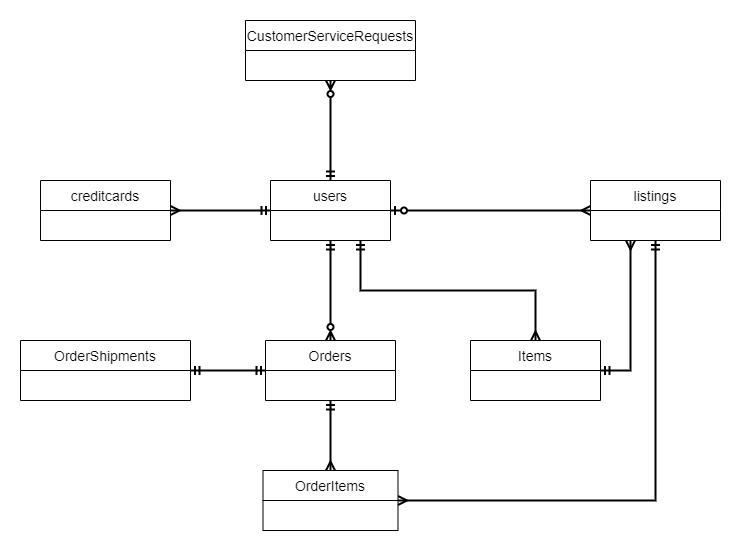 CustomerServiceRequests
creditcards
users
listings
OrderShipments
Orders
Items
OrderItems